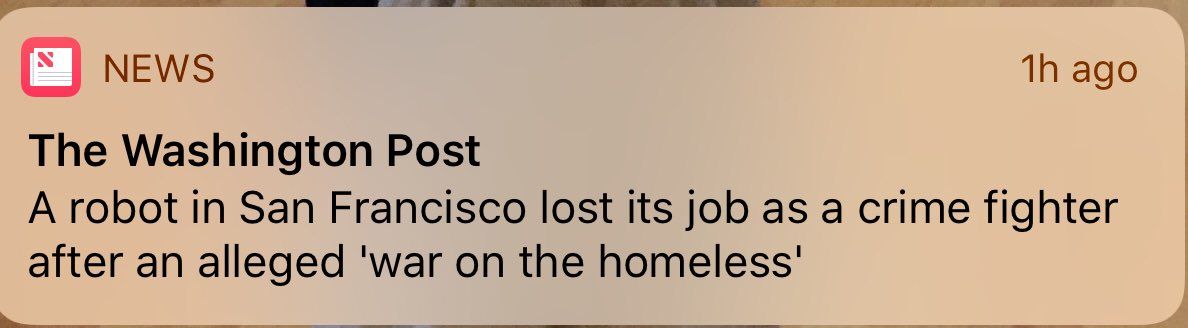 NEWS
1h ago
The Washington Post
A robot in San Francisco lost its job as a crime fighter
after an alleged 'war on the homeless'